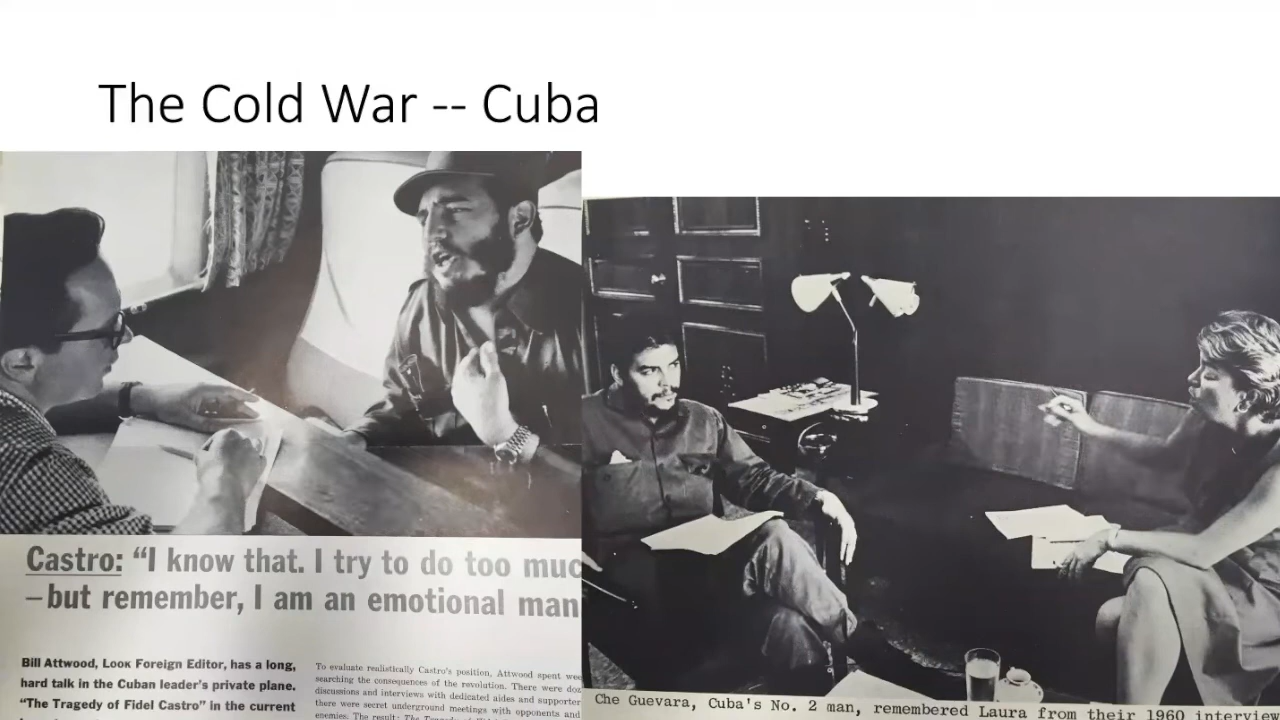 The Cold War -- Cuba
Castro: “I know that. I try to do too muc
–but remember, I am an emotional man
Bill Attwood, LOOK Foreign Editor, has a long,
hard talk in the Cuban leader's private plane.
“The Tragedy of Fidel Castro” in the current
To evaluate realistically Castro's position, Attwood spent wee
searching the consequences of the revolution. There were doz
discussions and interviews with dedicated aides and supporter
there were secret underground meetings with opponents and
enemies. The result: The
Che Guevara, Cuba's No. 2 man, remembered Laura from their 1960 interview